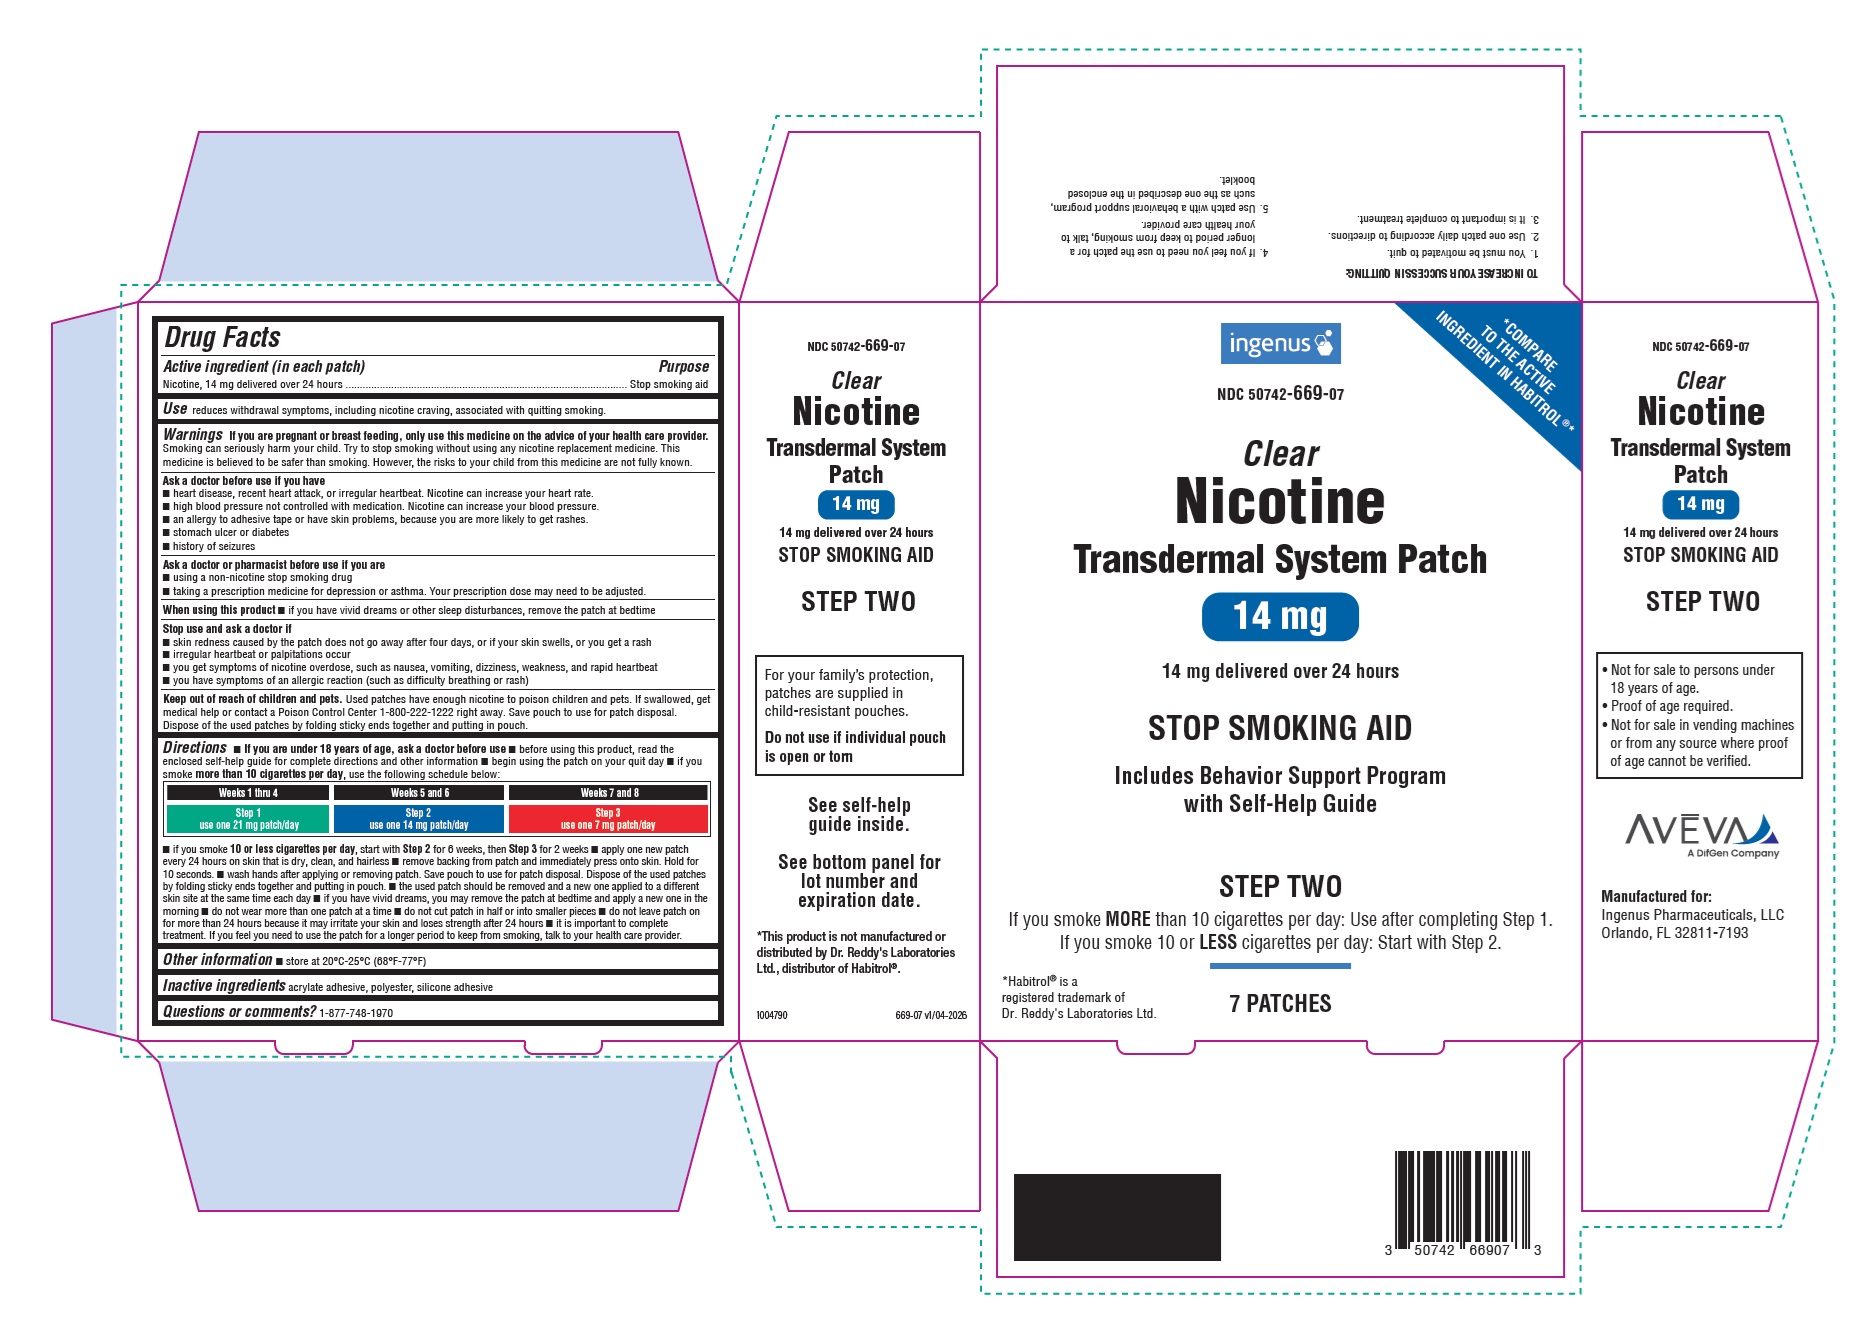 booklet.
such as the one described in the enclosed
5. Use patch with a behavioral support program,
your health care provider.
longer period to keep from smoking, talk to
4. If you feel you need to use the patch for a
3. It is important to complete treatment.
2. Use one patch daily according to directions.
1. You must be motivated to quit.
TO INCREASE YOUR SUCCESS IN QUITTING:
Drug Facts
Active ingredient (in each patch) Purpose
Nicotine, 14 mg delivered over 24 hours ........ Stop smoking aid
Use reduces withdrawal symptoms, including nicotine craving, associated with quitting smoking.
Warnings If you are pregnant or breast feeding, only use this medicine on the advice of your health care provider.
Smoking can seriously harm your child. Try to stop smoking without using any nicotine replacement medicine. This
medicine is believed to be safer than smoking. However, the risks to your child from this medicine are not fully known.
Ask a doctor before use if you have
■ heart disease, recent heart attack, or irregular heartbeat. Nicotine can increase your heart rate.
■ high blood pressure not controlled with medication. Nicotine can increase your blood pressure.
■ an allergy to adhesive tape or have skin problems, because you are more likely to get rashes.
■ stomach ulcer or diabetes
■ history of seizures
Ask a doctor or pharmacist before use if you are
■ using a non-nicotine stop smoking drug
■ taking a prescription medicine for depression or asthma. Your prescription dose may need to be adjusted.
When using this product ■ if you have vivid dreams or other sleep disturbances, remove the patch at bedtime
Stop use and ask a doctor if
■ skin redness caused by the patch does not go away after four days, or if your skin swells, or you get a rash
■ irregular heartbeat or palpitations occur
■ you get symptoms of nicotine overdose, such as nausea, vomiting, dizziness, weakness, and rapid heartbeat
■ you have symptoms of an allergic reaction (such as difficulty breathing or rash)
Keep out of reach of children and pets. Used patches have enough nicotine to poison children and pets. If swallowed, get
medical help or contact a Poison Control Center 1-800-222-1222 right away. Save pouch to use for patch disposal.
Dispose of the used patches by folding sticky ends together and putting in pouch.
Directions ■ If you are under 18 years of age, ask a doctor before use ■ before using this product, read the
enclosed self-help guide for complete directions and other information ■ begin using the patch on your quit day ■ if you
smoke more than 10 cigarettes per day, use the following schedule below:
Weeks 1 thru 4 Weeks 5 and 6 Weeks 7 and 8
Step 1 Step 2 Step 3
use one 21 mg patch/day use one 14 mg patch/day use one 7 mg patch/day
■ if you smoke 10 or less cigarettes per day, start with Step 2 for 6 weeks, then Step 3 for 2 weeks ■ apply one new patch
every 24 hours on skin that is dry, clean, and hairless ■ remove backing from patch and immediately press onto skin. Hold for
10 seconds. ■ wash hands after applying or removing patch. Save pouch to use for patch disposal. Dispose of the used patches
by folding sticky ends together and putting in pouch. ■ the used patch should be removed and a new one applied to a different
skin site at the same time each day ■ if you have vivid dreams, you may remove the patch at bedtime and apply a new one in the
morning ■ do not wear more than one patch at a time ■ do not cut patch in half or into smaller pieces ■ do not leave patch on
for more than 24 hours because it may irritate your skin and loses strength after 24 hours ■ it is important to complete
treatment. If you feel you need to use the patch for a longer period to keep from smoking, talk to your health care provider.
Other information ■ store at 20°C-25°C (68°F-77°F)
Inactive ingredients acrylate adhesive, polyester, silicone adhesive
Questions or comments? 1-877-748-1970
NDC 50742-669-07
Clear
Nicotine
Transdermal System
Patch
14 mg
14 mg delivered over 24 hours
STOP SMOKING AID
STEP TWO
For your family's protection,
patches are supplied in
child-resistant pouches.
Do not use if individual pouch
is open or torn
See self-help
guide inside.
See bottom panel for
lot number and
expiration date.
*This product is not manufactured or
distributed by Dr. Reddy's Laboratories
Ltd., distributor of Habitrol®.
1004790 669-07 v1/04-2026
ingenus
*COMPARE
TO THE ACTIVE
INGREDIENT IN HABITROL®*
NDC 50742-669-07
Clear
Nicotine
Transdermal System Patch
14 mg
14 mg delivered over 24 hours
STOP SMOKING AID
Includes Behavior Support Program
with Self-Help Guide
STEP TWO
If you smoke MORE than 10 cigarettes per day: Use after completing Step 1.
If you smoke 10 or LESS cigarettes per day: Start with Step 2.
*Habitrol® is a
registered trademark of
Dr. Reddy's Laboratories Ltd.
7 PATCHES
3 50742 66907 3
NDC 50742-669-07
Clear
Nicotine
Transdermal System
Patch
14 mg
14 mg delivered over 24 hours
STOP SMOKING AID
STEP TWO
• Not for sale to persons under
18 years of age.
• Proof of age required.
• Not for sale in vending machines
or from any source where proof
of age cannot be verified.
AVĒVA
A DifGen Company
Manufactured for:
Ingenus Pharmaceuticals, LLC
Orlando, FL 32811-7193